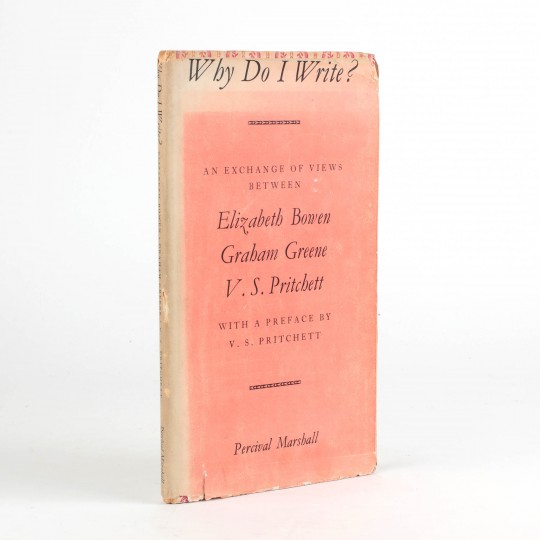 Why Do I Write?
AN EXCHANGE OF VIEWS
BETWEEN
Elizabeth Bowen
Graham Greene
V. S. Pritchett
WITH A PREFACE BY
V. S. PRITCHETT
Percival Marshall